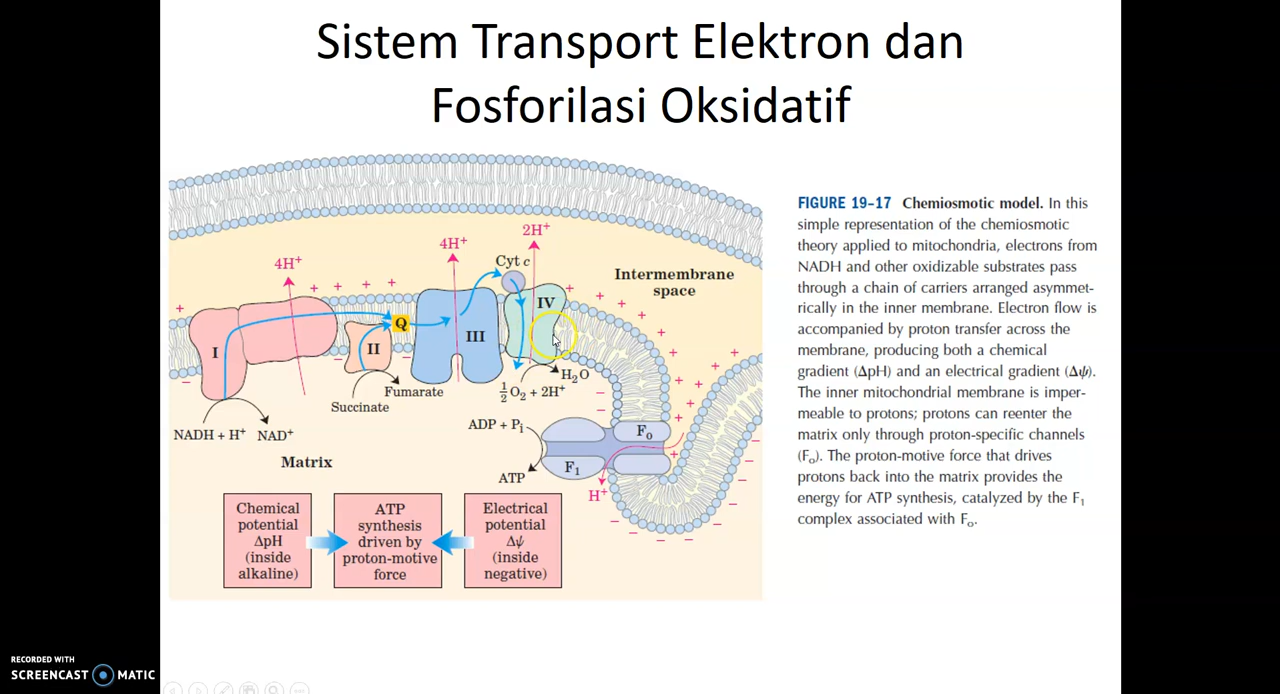 Sistem Transport Elektron dan
Fosforilasi Oksidatif
4H⁺
4H⁺
2H⁺
Cyt c
Intermembrane
space
I
II
Q
III
IV
NADH + H⁺
NAD⁺
Succinate
Fumarate
½O₂ + 2H⁺
H₂O
ADP + Pᵢ
ATP
Fₒ
F₁
H⁺
Matrix
Chemical
potential
ΔpH
(inside
alkaline)
ATP
synthesis
driven by
proton-motive
force
Electrical
potential
Δψ
(inside
negative)
FIGURE 19–17 Chemiosmotic model. In this
simple representation of the chemiosmotic
theory applied to mitochondria, electrons from
NADH and other oxidizable substrates pass
through a chain of carriers arranged asymmet-
rically in the inner membrane. Electron flow is
accompanied by proton transfer across the
membrane, producing both a chemical
gradient (ΔpH) and an electrical gradient (Δψ).
The inner mitochondrial membrane is imper-
meable to protons; protons can reenter the
matrix only through proton-specific channels
(Fₒ). The proton-motive force that drives
protons back into the matrix provides the
energy for ATP synthesis, catalyzed by the F₁
complex associated with Fₒ.
RECORDED WITH
SCREENCAST MATIC